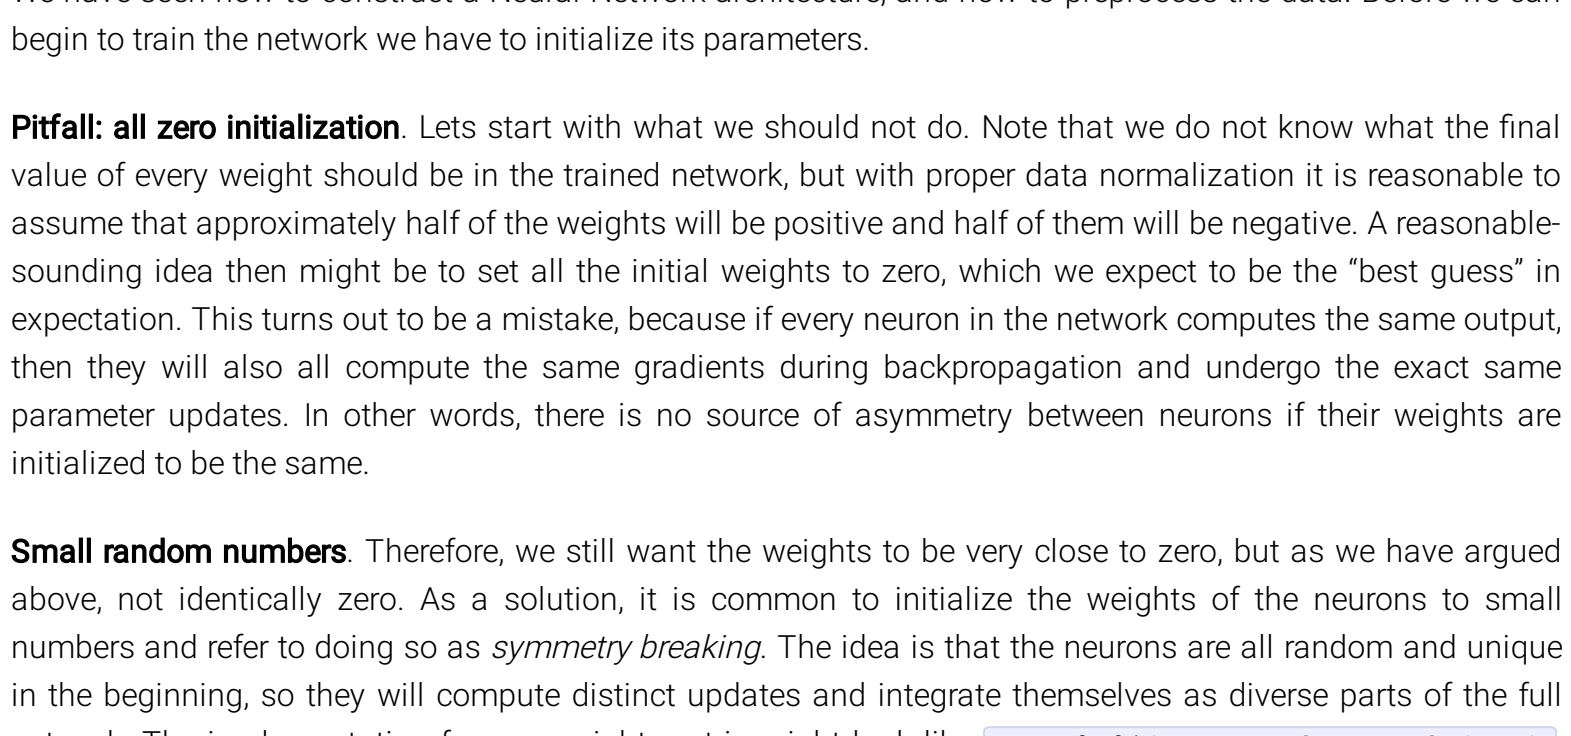 begin to train the network we have to initialize its parameters.
Pitfall: all zero initialization. Lets start with what we should not do. Note that we do not know what the final
value of every weight should be in the trained network, but with proper data normalization it is reasonable to
assume that approximately half of the weights will be positive and half of them will be negative. A reasonable-
sounding idea then might be to set all the initial weights to zero, which we expect to be the “best guess” in
expectation. This turns out to be a mistake, because if every neuron in the network computes the same output,
then they will also all compute the same gradients during backpropagation and undergo the exact same
parameter updates. In other words, there is no source of asymmetry between neurons if their weights are
initialized to be the same.
Small random numbers. Therefore, we still want the weights to be very close to zero, but as we have argued
above, not identically zero. As a solution, it is common to initialize the weights of the neurons to small
numbers and refer to doing so as symmetry breaking. The idea is that the neurons are all random and unique
in the beginning, so they will compute distinct updates and integrate themselves as diverse parts of the full